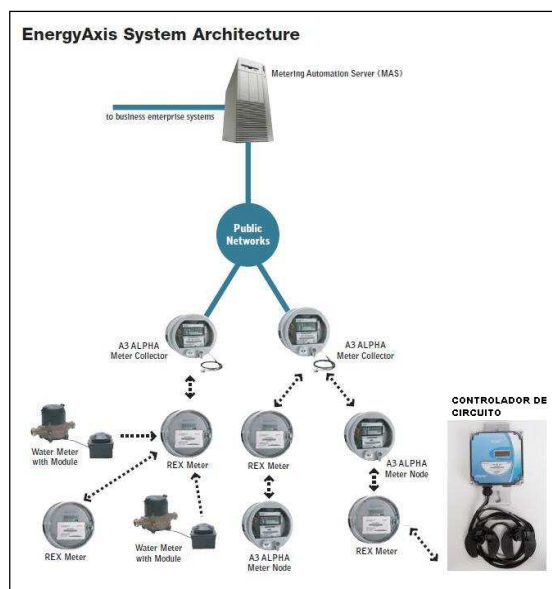 EnergyAxis System Architecture
Metering Automation Server (MAS)
to business enterprise systems
Public
Networks
A3 ALPHA
Meter Collector
A3 ALPHA
Meter Collector
CONTROLADOR DE
CIRCUITO
Water Meter
with Module
REX Meter
REX Meter
A3 ALPHA
Meter Node
REX Meter
Water Meter
with Module
A3 ALPHA
Meter Node
REX Meter